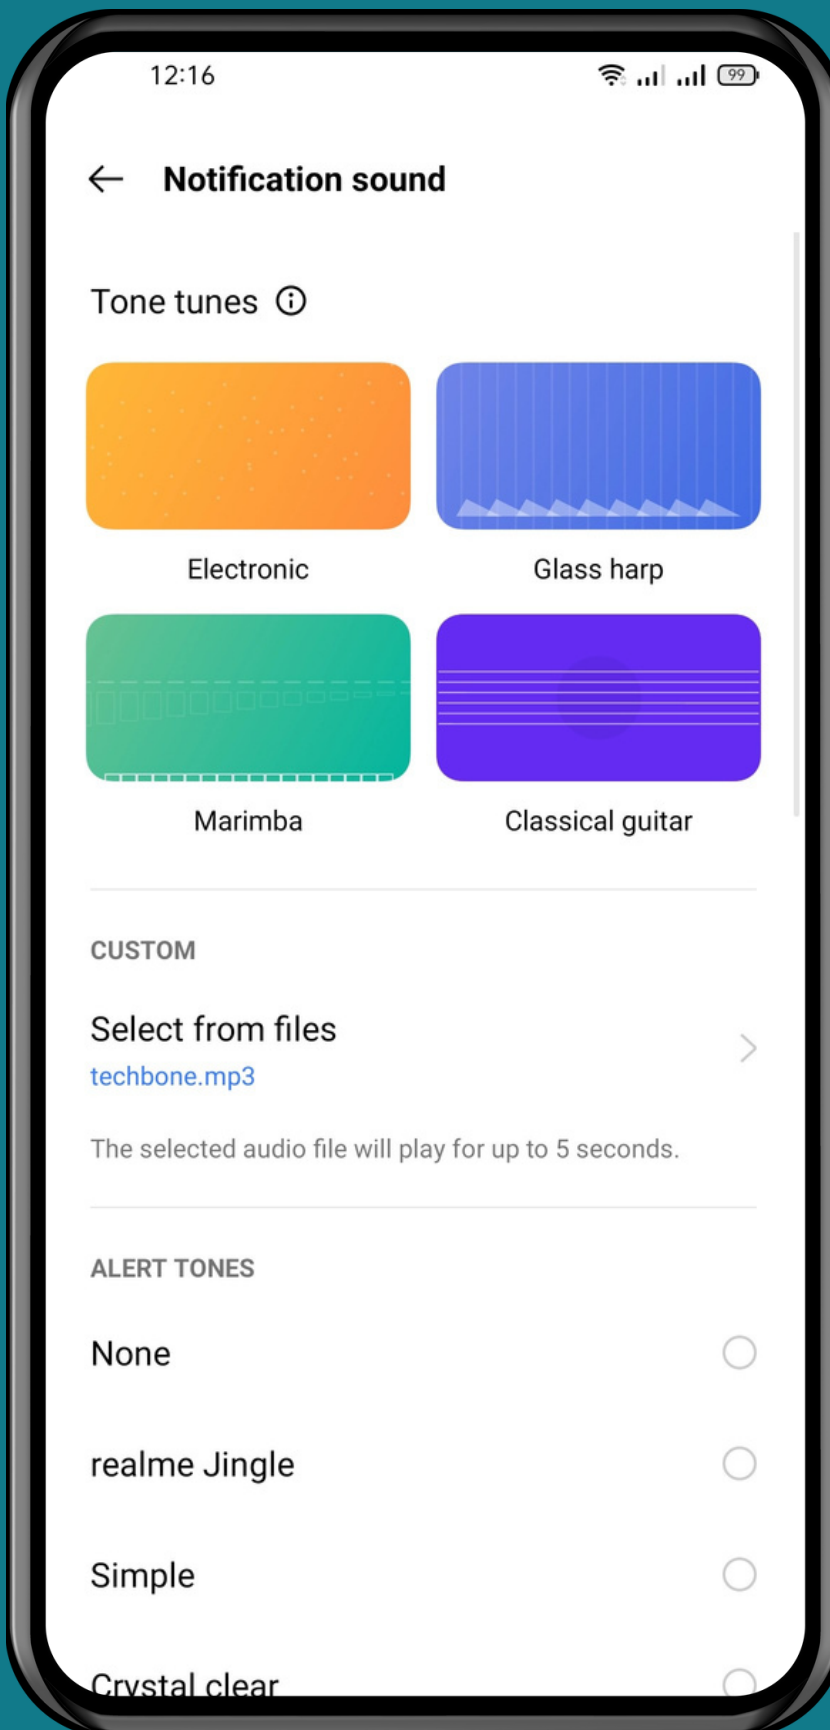 12:16
99
Notification sound
Tone tunes
Electronic
Glass harp
Marimba
Classical guitar
CUSTOM
Select from files
techbone.mp3
The selected audio file will play for up to 5 seconds.
ALERT TONES
None
realme Jingle
Simple
Crystal clear